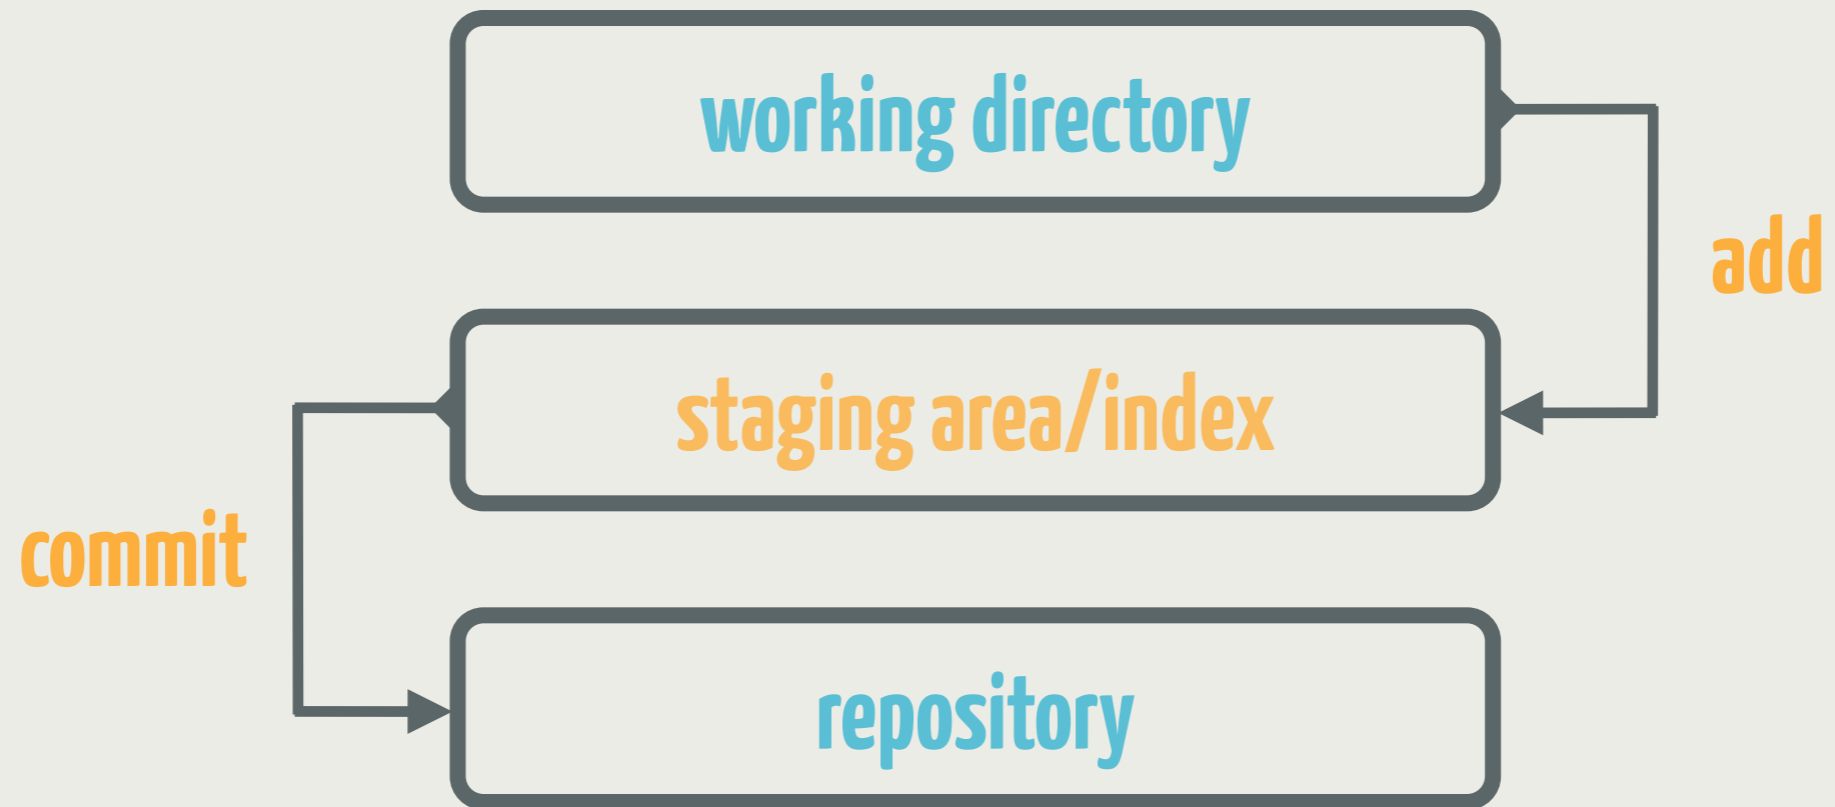 working directory
add
staging area/index
commit
repository